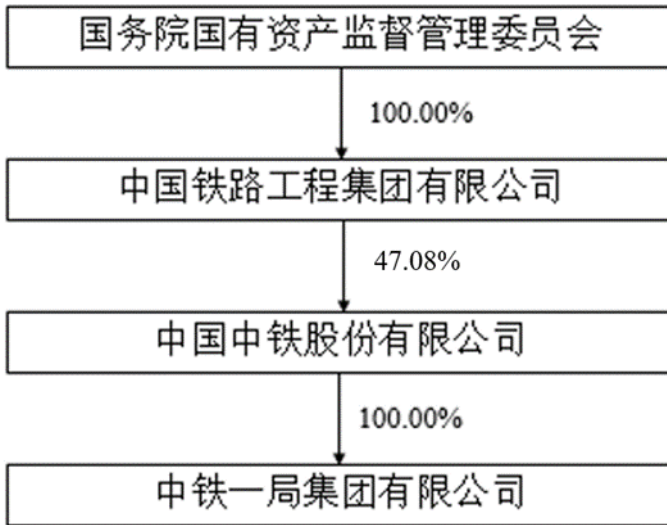 国务院国有资产监督管理委员会
100.00%
中国铁路工程集团有限公司
47.08%
中国中铁股份有限公司
100.00%
中铁一局集团有限公司